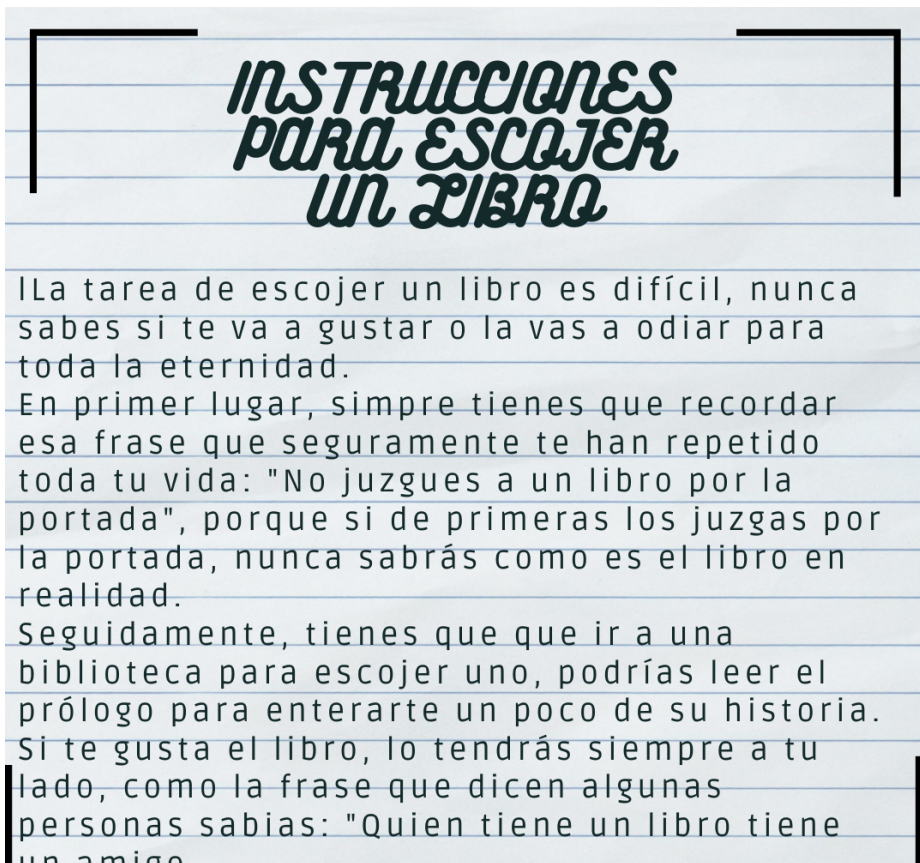 INSTRUCCIONES
PARA ESCOJER
UN LIBRO
lLa tarea de escojer un libro es difícil, nunca
sabes si te va a gustar o la vas a odiar para
toda la eternidad.
En primer lugar, simpre tienes que recordar
esa frase que seguramente te han repetido
toda tu vida: "No juzgues a un libro por la
portada", porque si de primeras los juzgas por
la portada, nunca sabrás como es el libro en
realidad.
Seguidamente, tienes que que ir a una
biblioteca para escojer uno, podrías leer el
prólogo para enterarte un poco de su historia.
Si te gusta el libro, lo tendrás siempre a tu
lado, como la frase que dicen algunas
personas sabias: "Quien tiene un libro tiene
un amigo